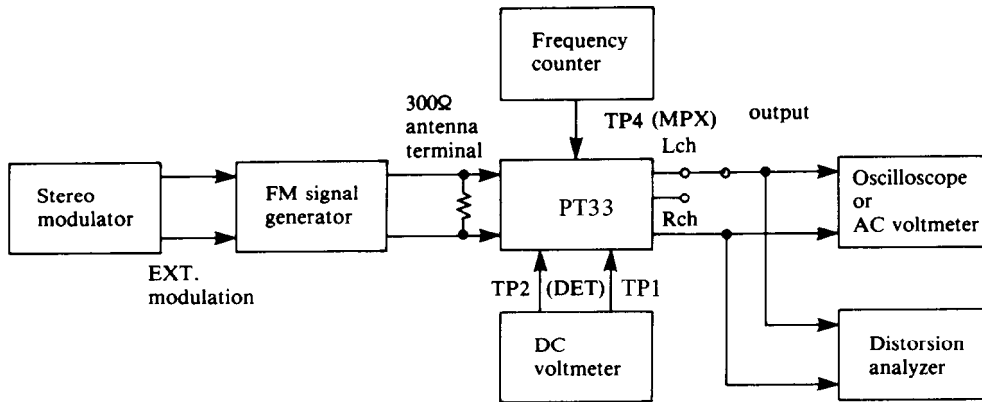 Frequency
counter
300Ω
antenna
terminal
TP4 (MPX)
output
Lch
Stereo
modulator
FM signal
generator
PT33
Rch
Oscilloscope
or
AC voltmeter
EXT.
modulation
TP2 (DET) TP1
DC
voltmeter
Distorsion
analyzer